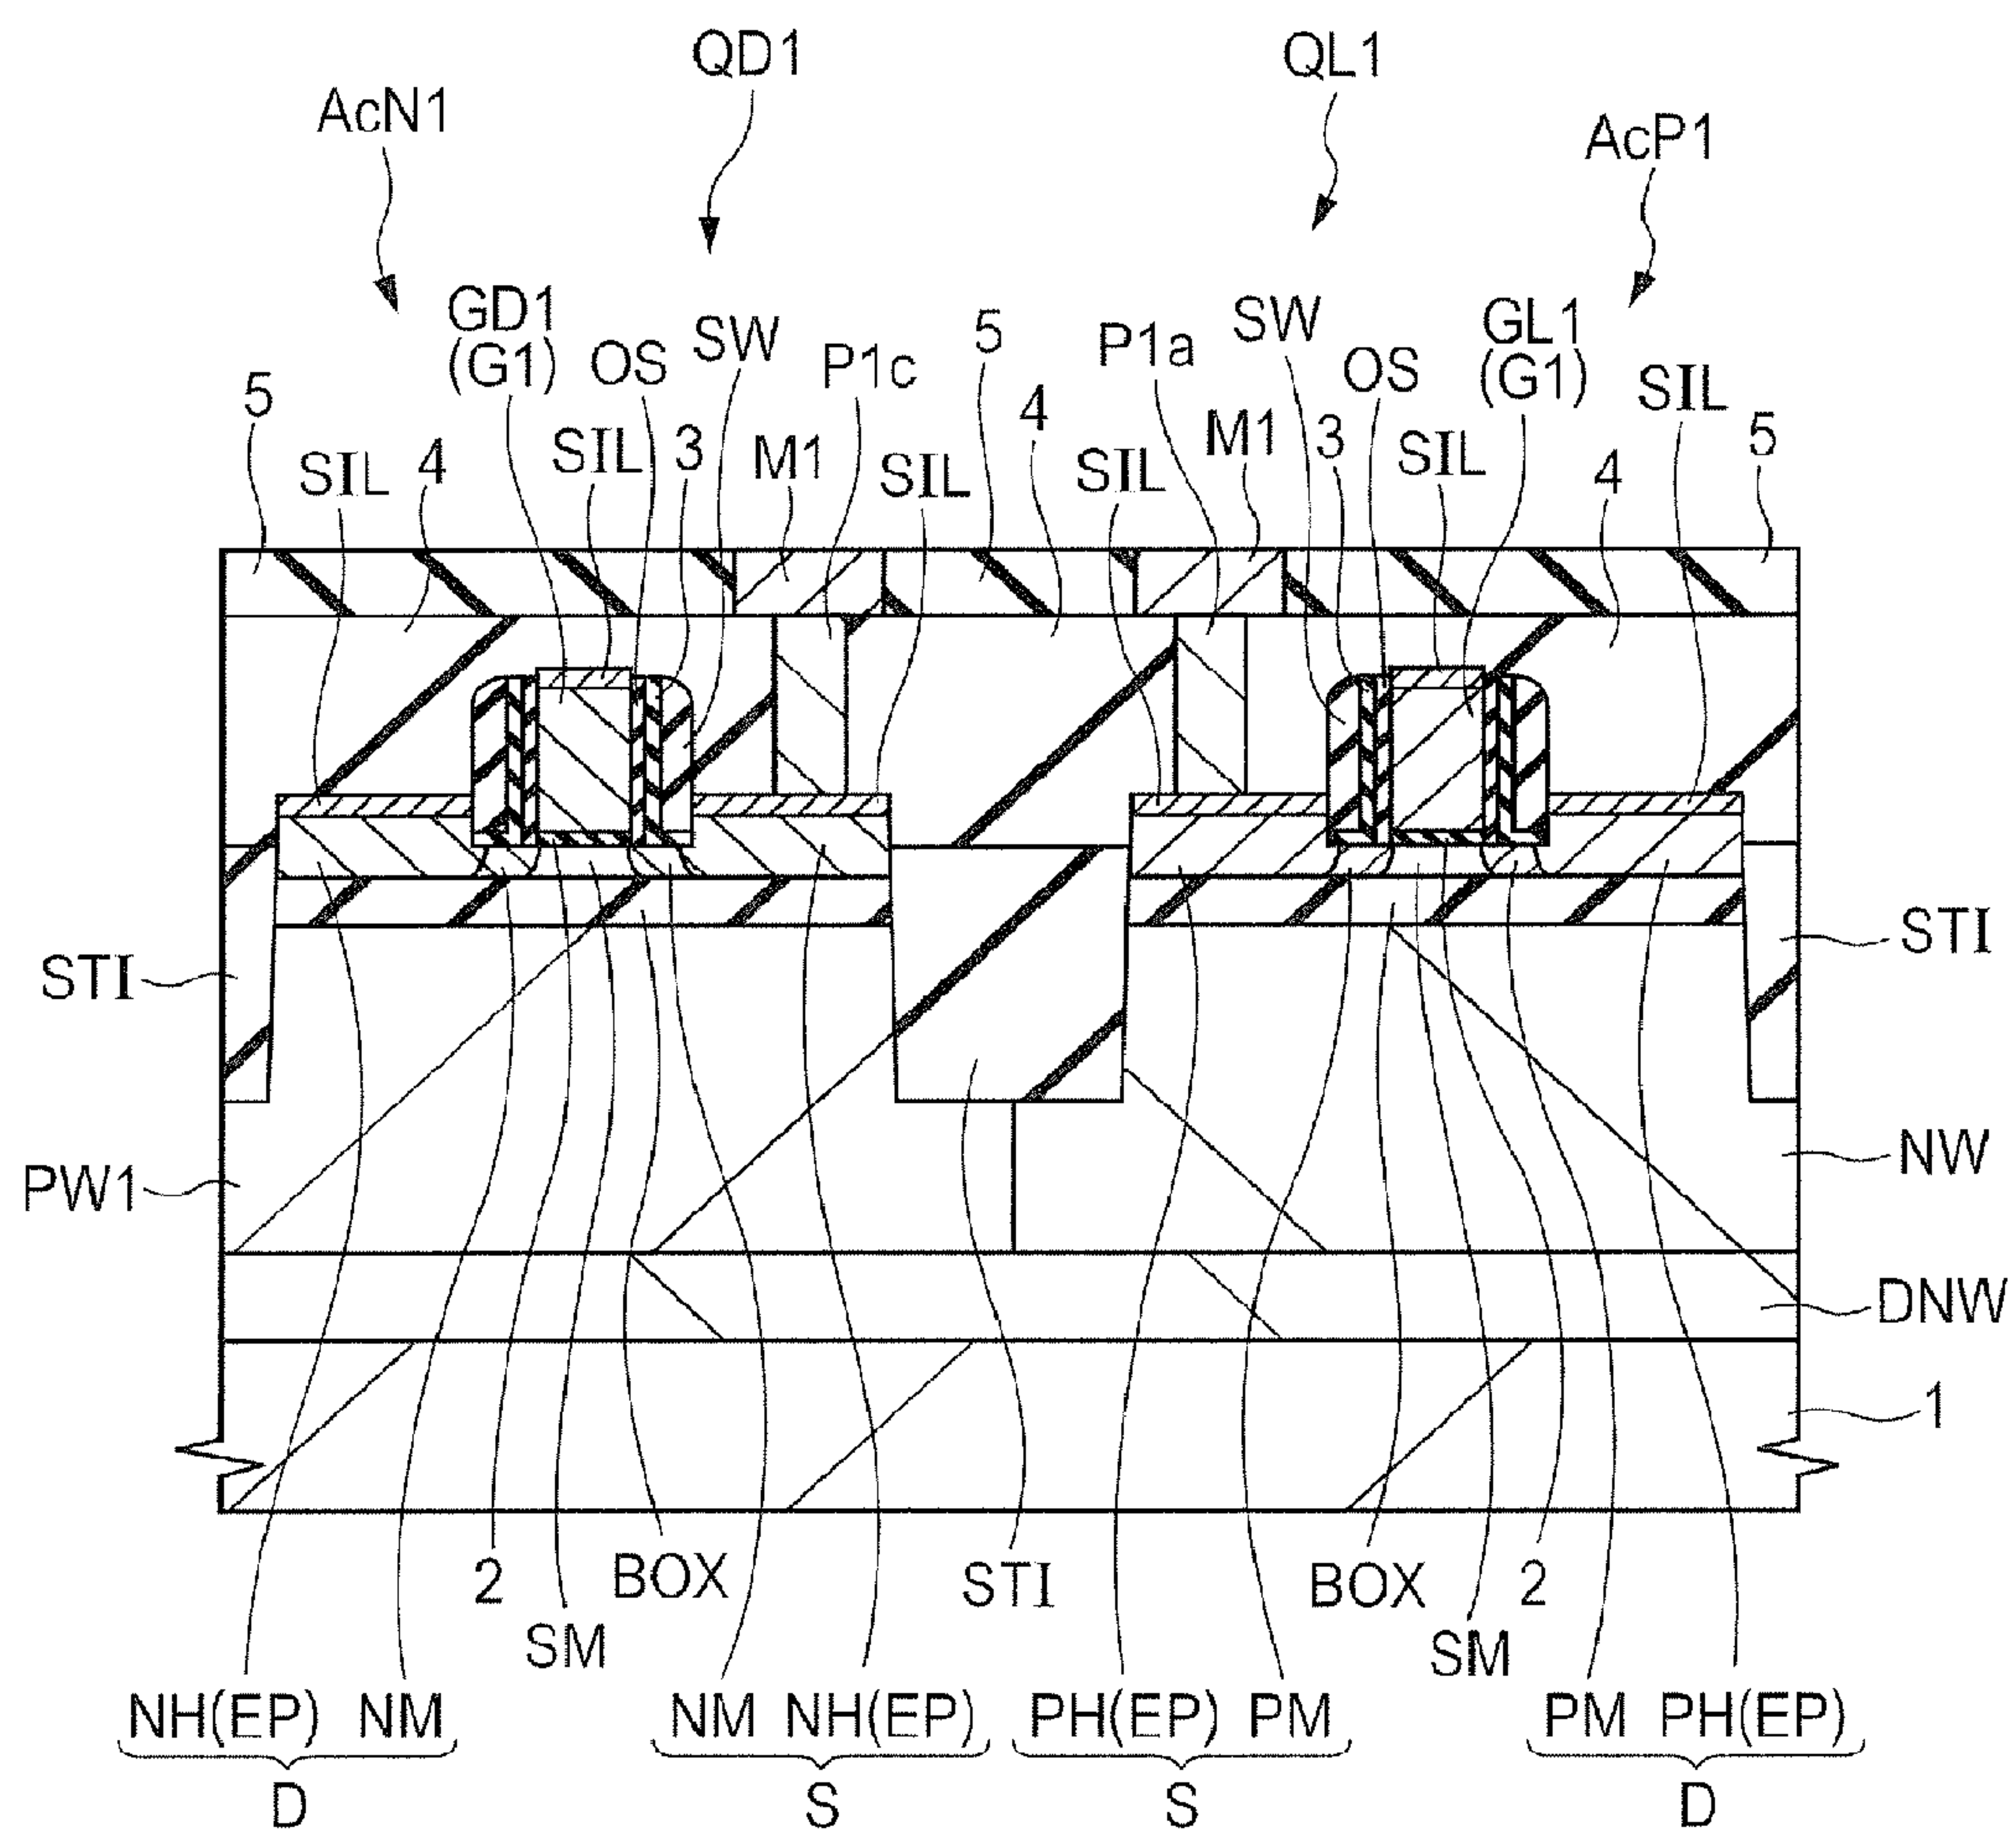 QD1 QL1
AcN1 AcP1
GD1 (G1) OS SW P1c 5 P1a SW OS GL1 (G1) SIL
5 SIL 4 SIL 3 M1 SIL 4 SIL M1 3 SIL 4 5
STI STI
PW1 NW
DNW
1
2 BOX STI BOX 2
SM SM
NH(EP) NM NM NH(EP) PH(EP) PM PM PH(EP)
D S S D